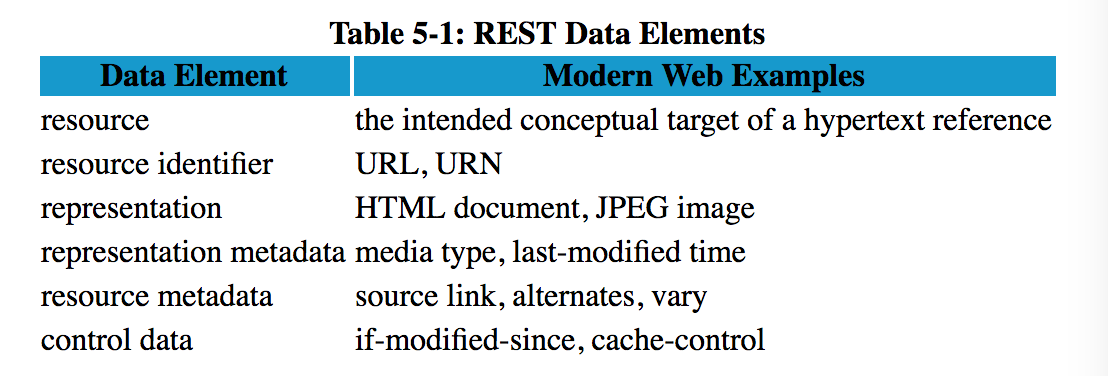 Table 5-1: REST Data Elements
Data Element Modern Web Examples
resource the intended conceptual target of a hypertext reference
resource identifier URL, URN
representation HTML document, JPEG image
representation metadata media type, last-modified time
resource metadata source link, alternates, vary
control data if-modified-since, cache-control